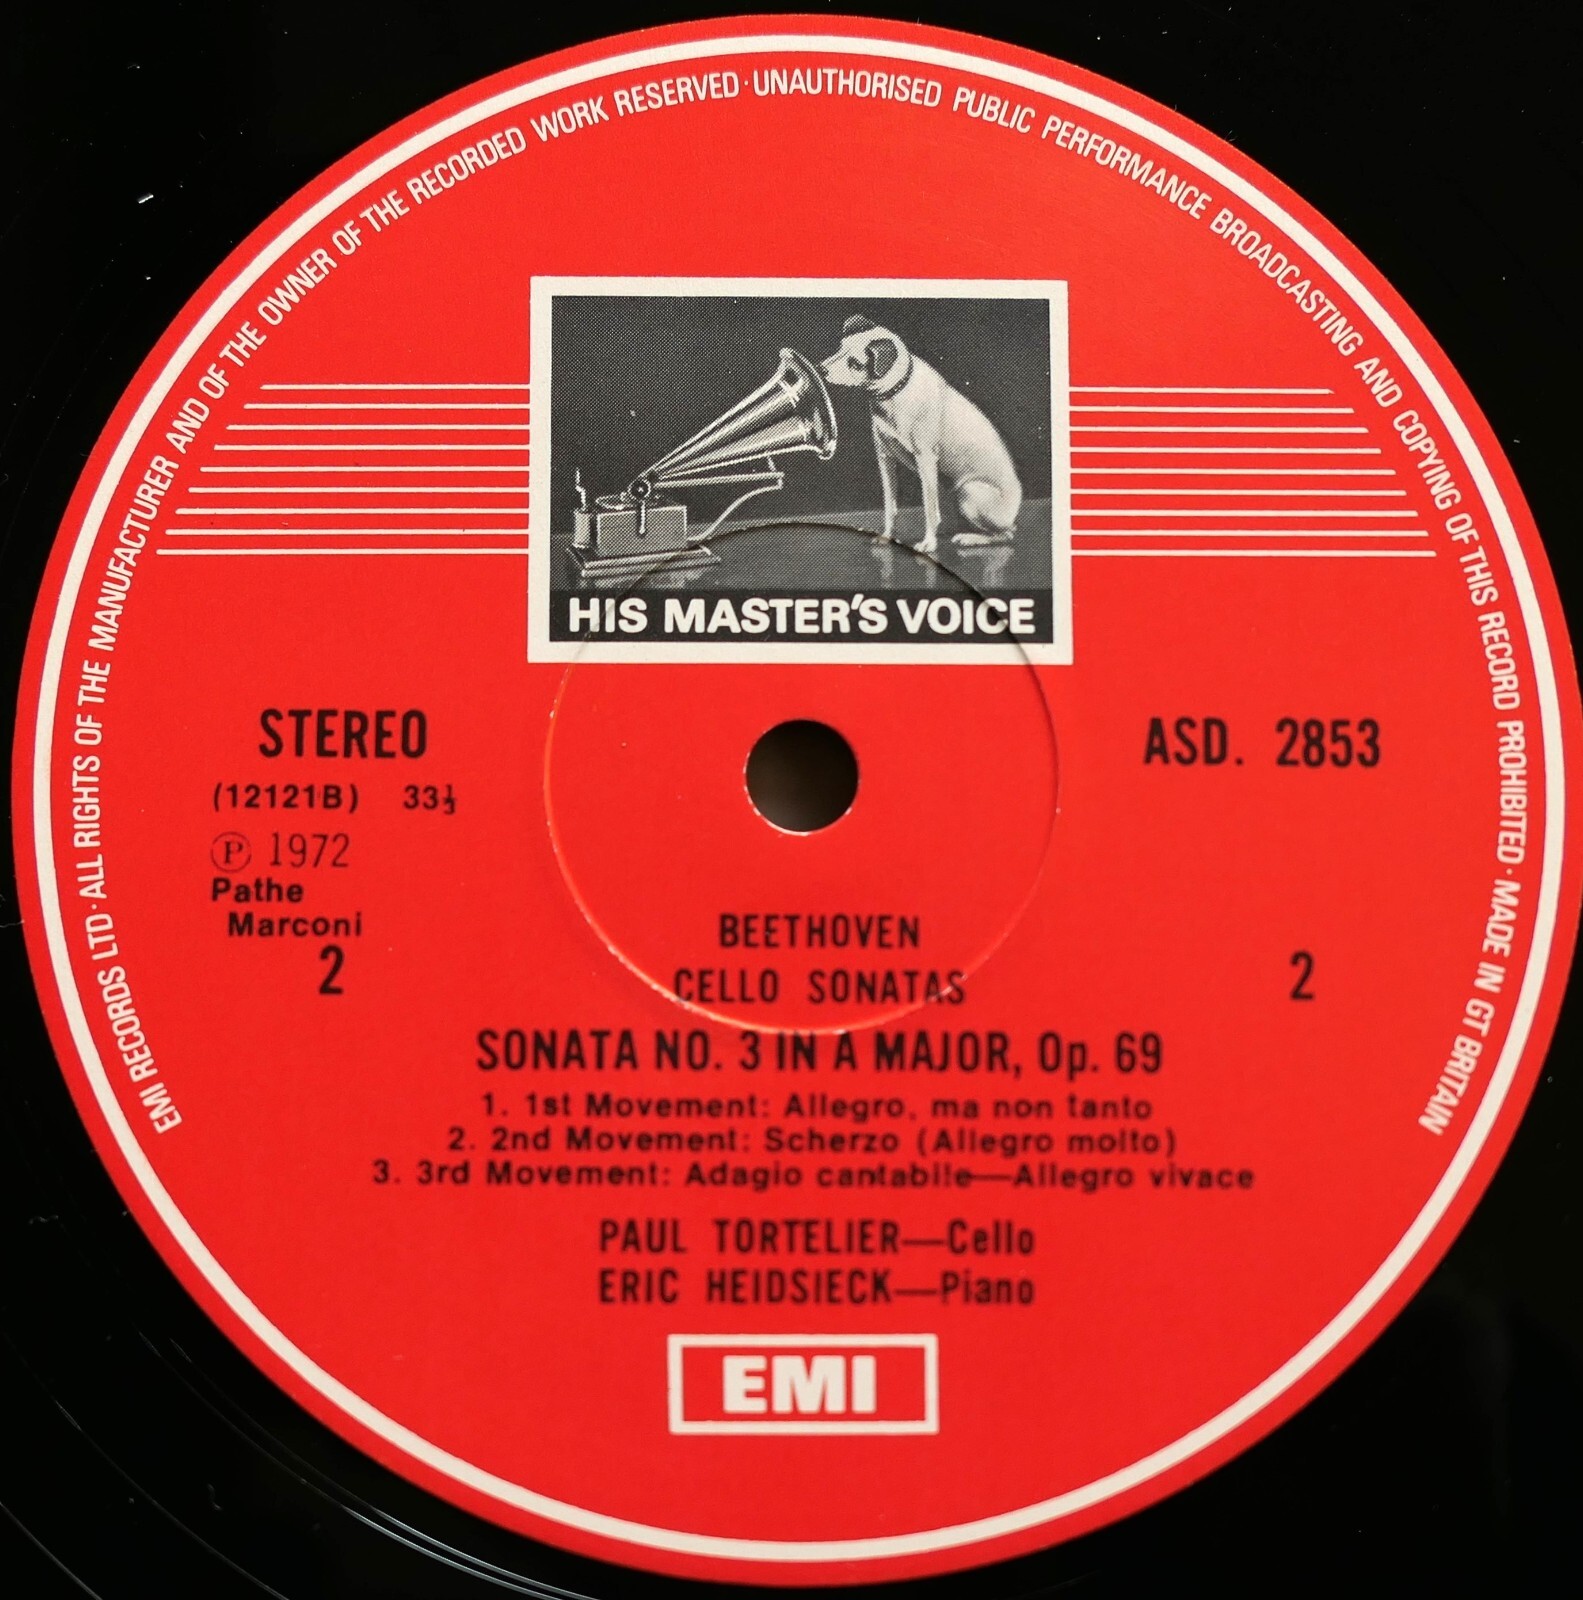 EMI RECORDS LTD·ALL RIGHTS OF THE MANUFACTURER AND OF THE OWNER OF THE RECORDED WORK RESERVED·UNAUTHORISED PUBLIC PERFORMANCE BROADCASTING AND COPYING OF THIS RECORD PROHIBITED·MADE IN GT BRITAIN
HIS MASTER'S VOICE
STEREO
ASD. 2853
(12121B) 33⅓
Ⓟ 1972
Pathe
Marconi
2
2
BEETHOVEN
CELLO SONATAS
SONATA NO. 3 IN A MAJOR, Op. 69
1. 1st Movement: Allegro, ma non tanto
2. 2nd Movement: Scherzo (Allegro molto)
3. 3rd Movement: Adagio cantabile—Allegro vivace
PAUL TORTELIER—Cello
ERIC HEIDSIECK—Piano
EMI